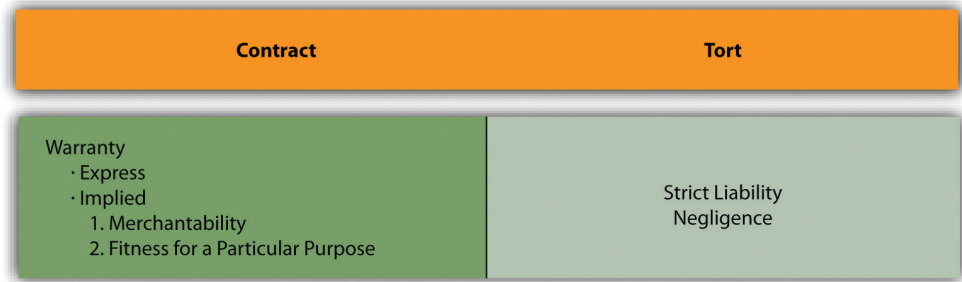 Contract
Tort
Warranty
· Express
· Implied
1. Merchantability
2. Fitness for a Particular Purpose
Strict Liability
Negligence